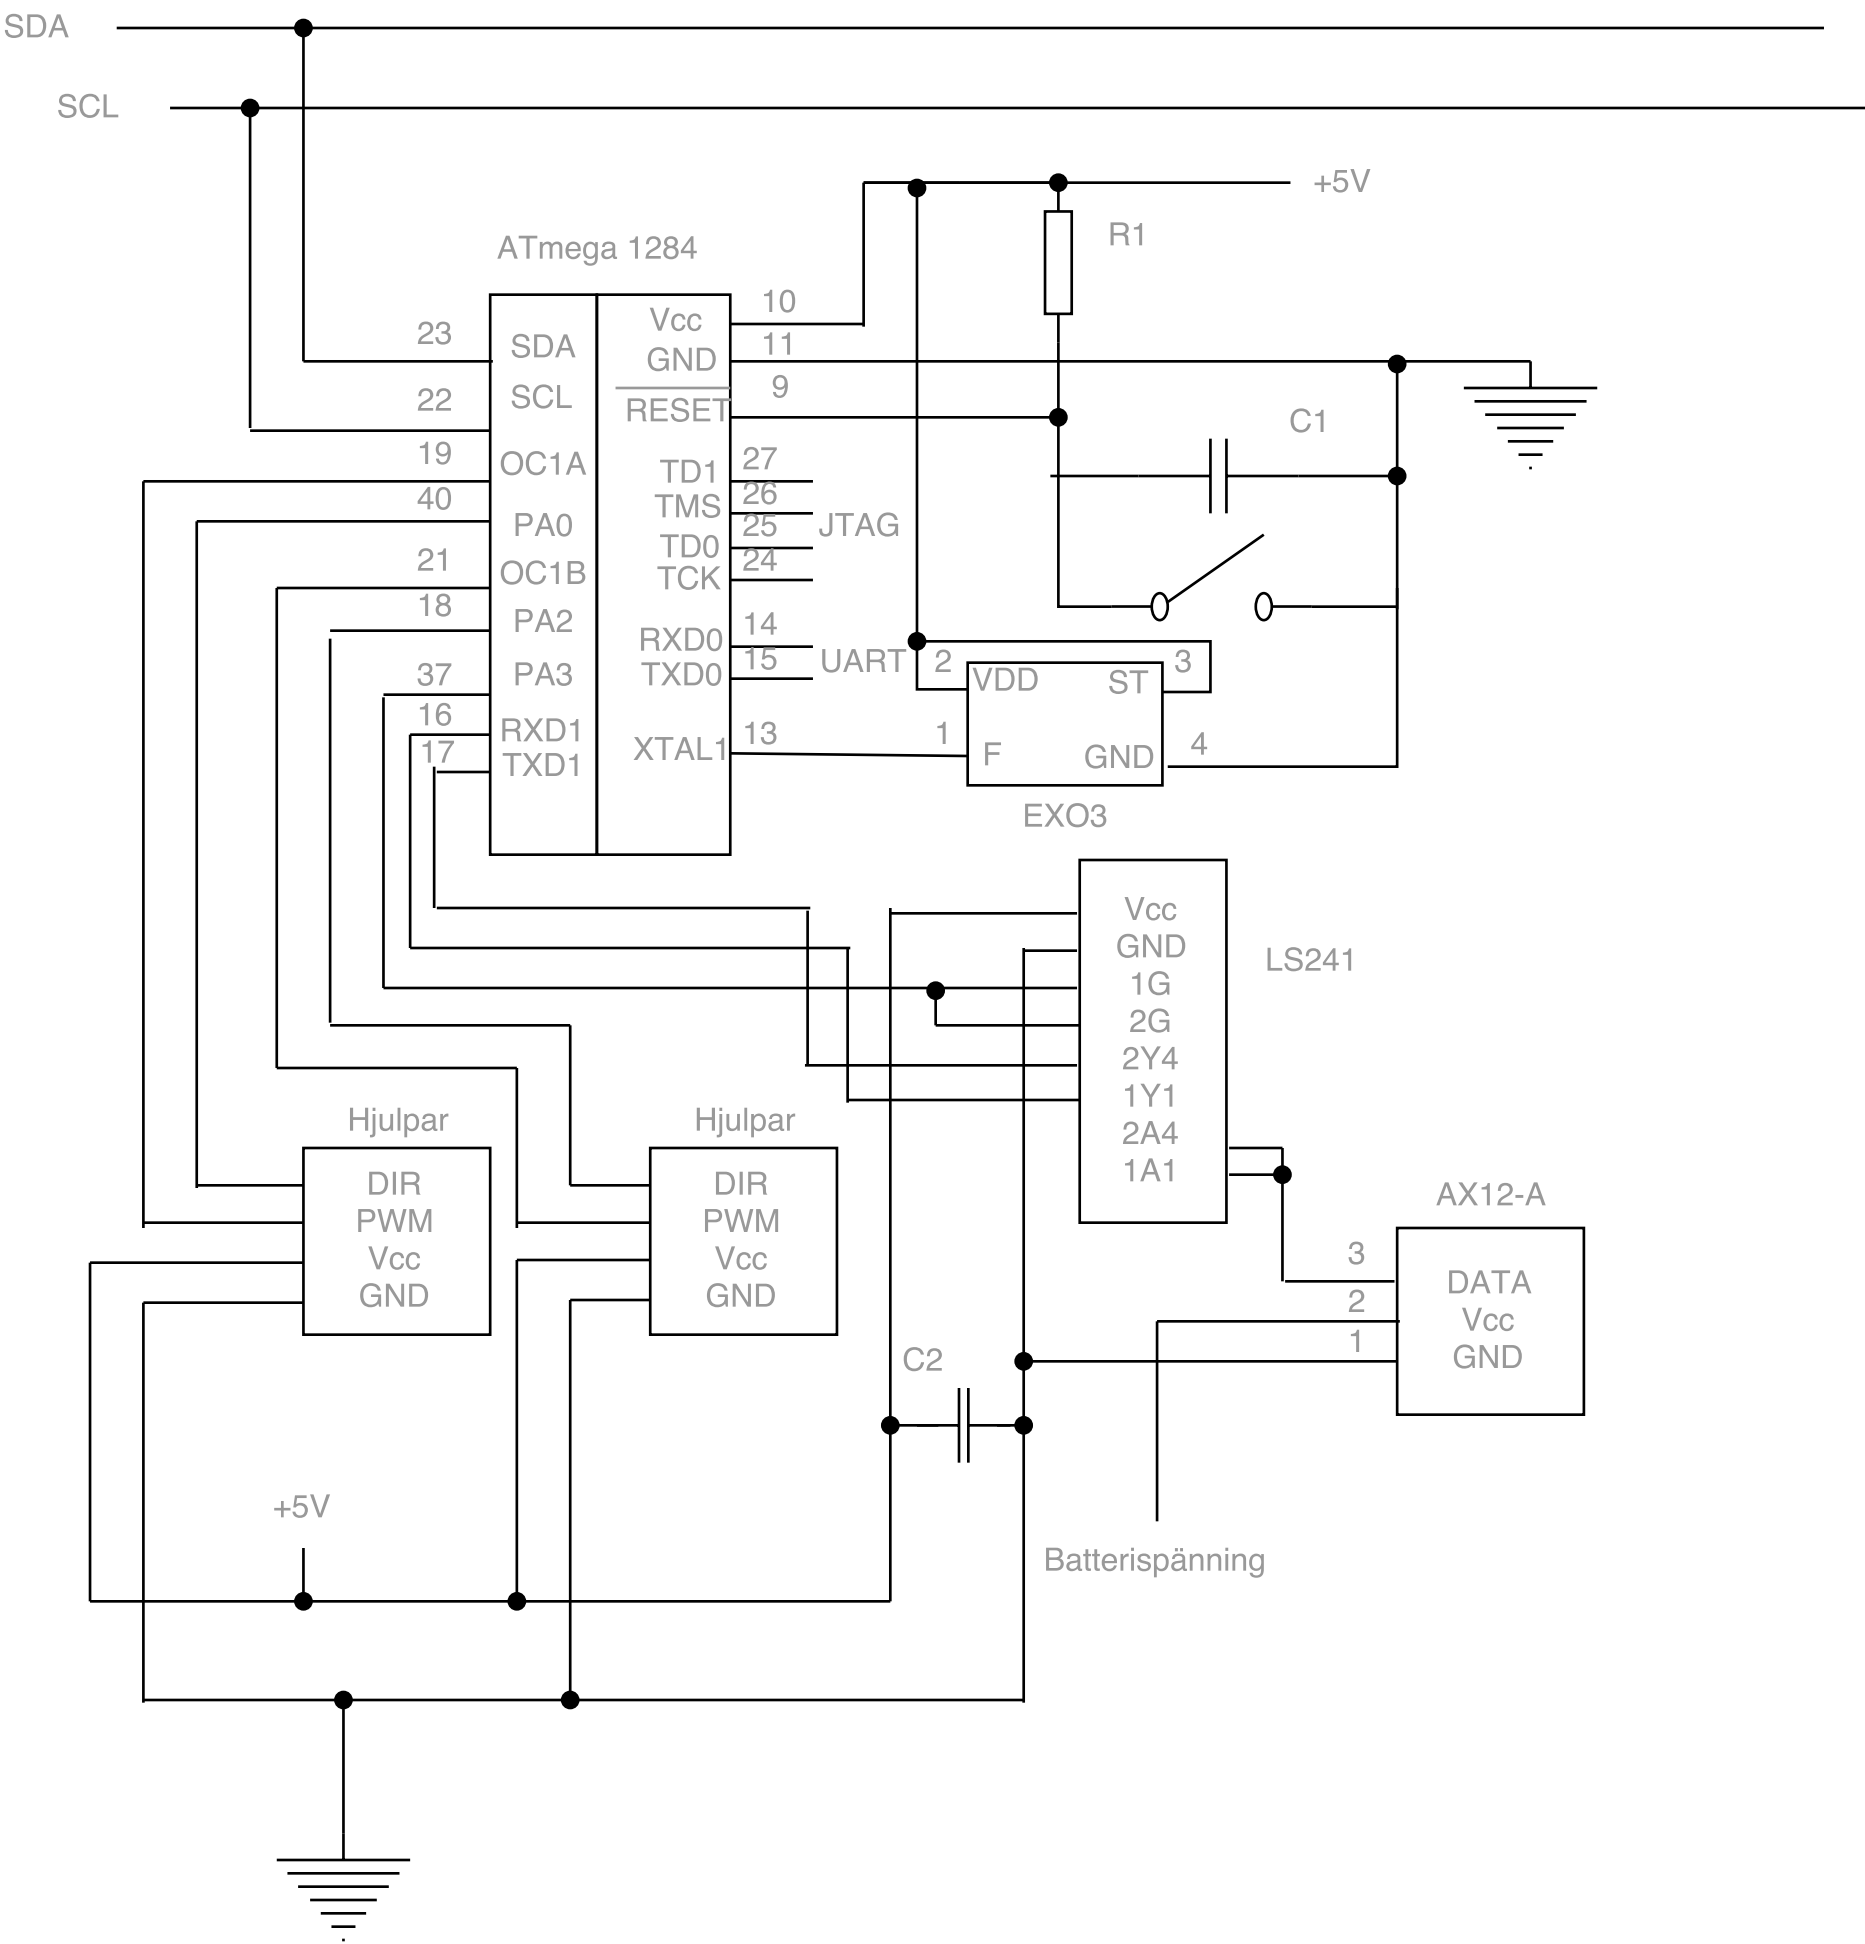 SDA
SCL
+5V
R1
ATmega 1284
23
SDA
22
SCL
19
OC1A
40
PA0
21
OC1B
18
PA2
37
PA3
16
RXD1
17
TXD1
Vcc
10
GND
11
RESET
9
TD1
27
TMS
26
TD0
25
TCK
24
JTAG
RXD0
14
TXD0
15
UART
XTAL1
13
C1
2
VDD
ST
3
1
F
GND
4
EXO3
Vcc
GND
1G
2G
2Y4
1Y1
2A4
1A1
LS241
Hjulpar
DIR
PWM
Vcc
GND
Hjulpar
DIR
PWM
Vcc
GND
AX12-A
3
DATA
2
Vcc
1
GND
C2
+5V
Batterispänning